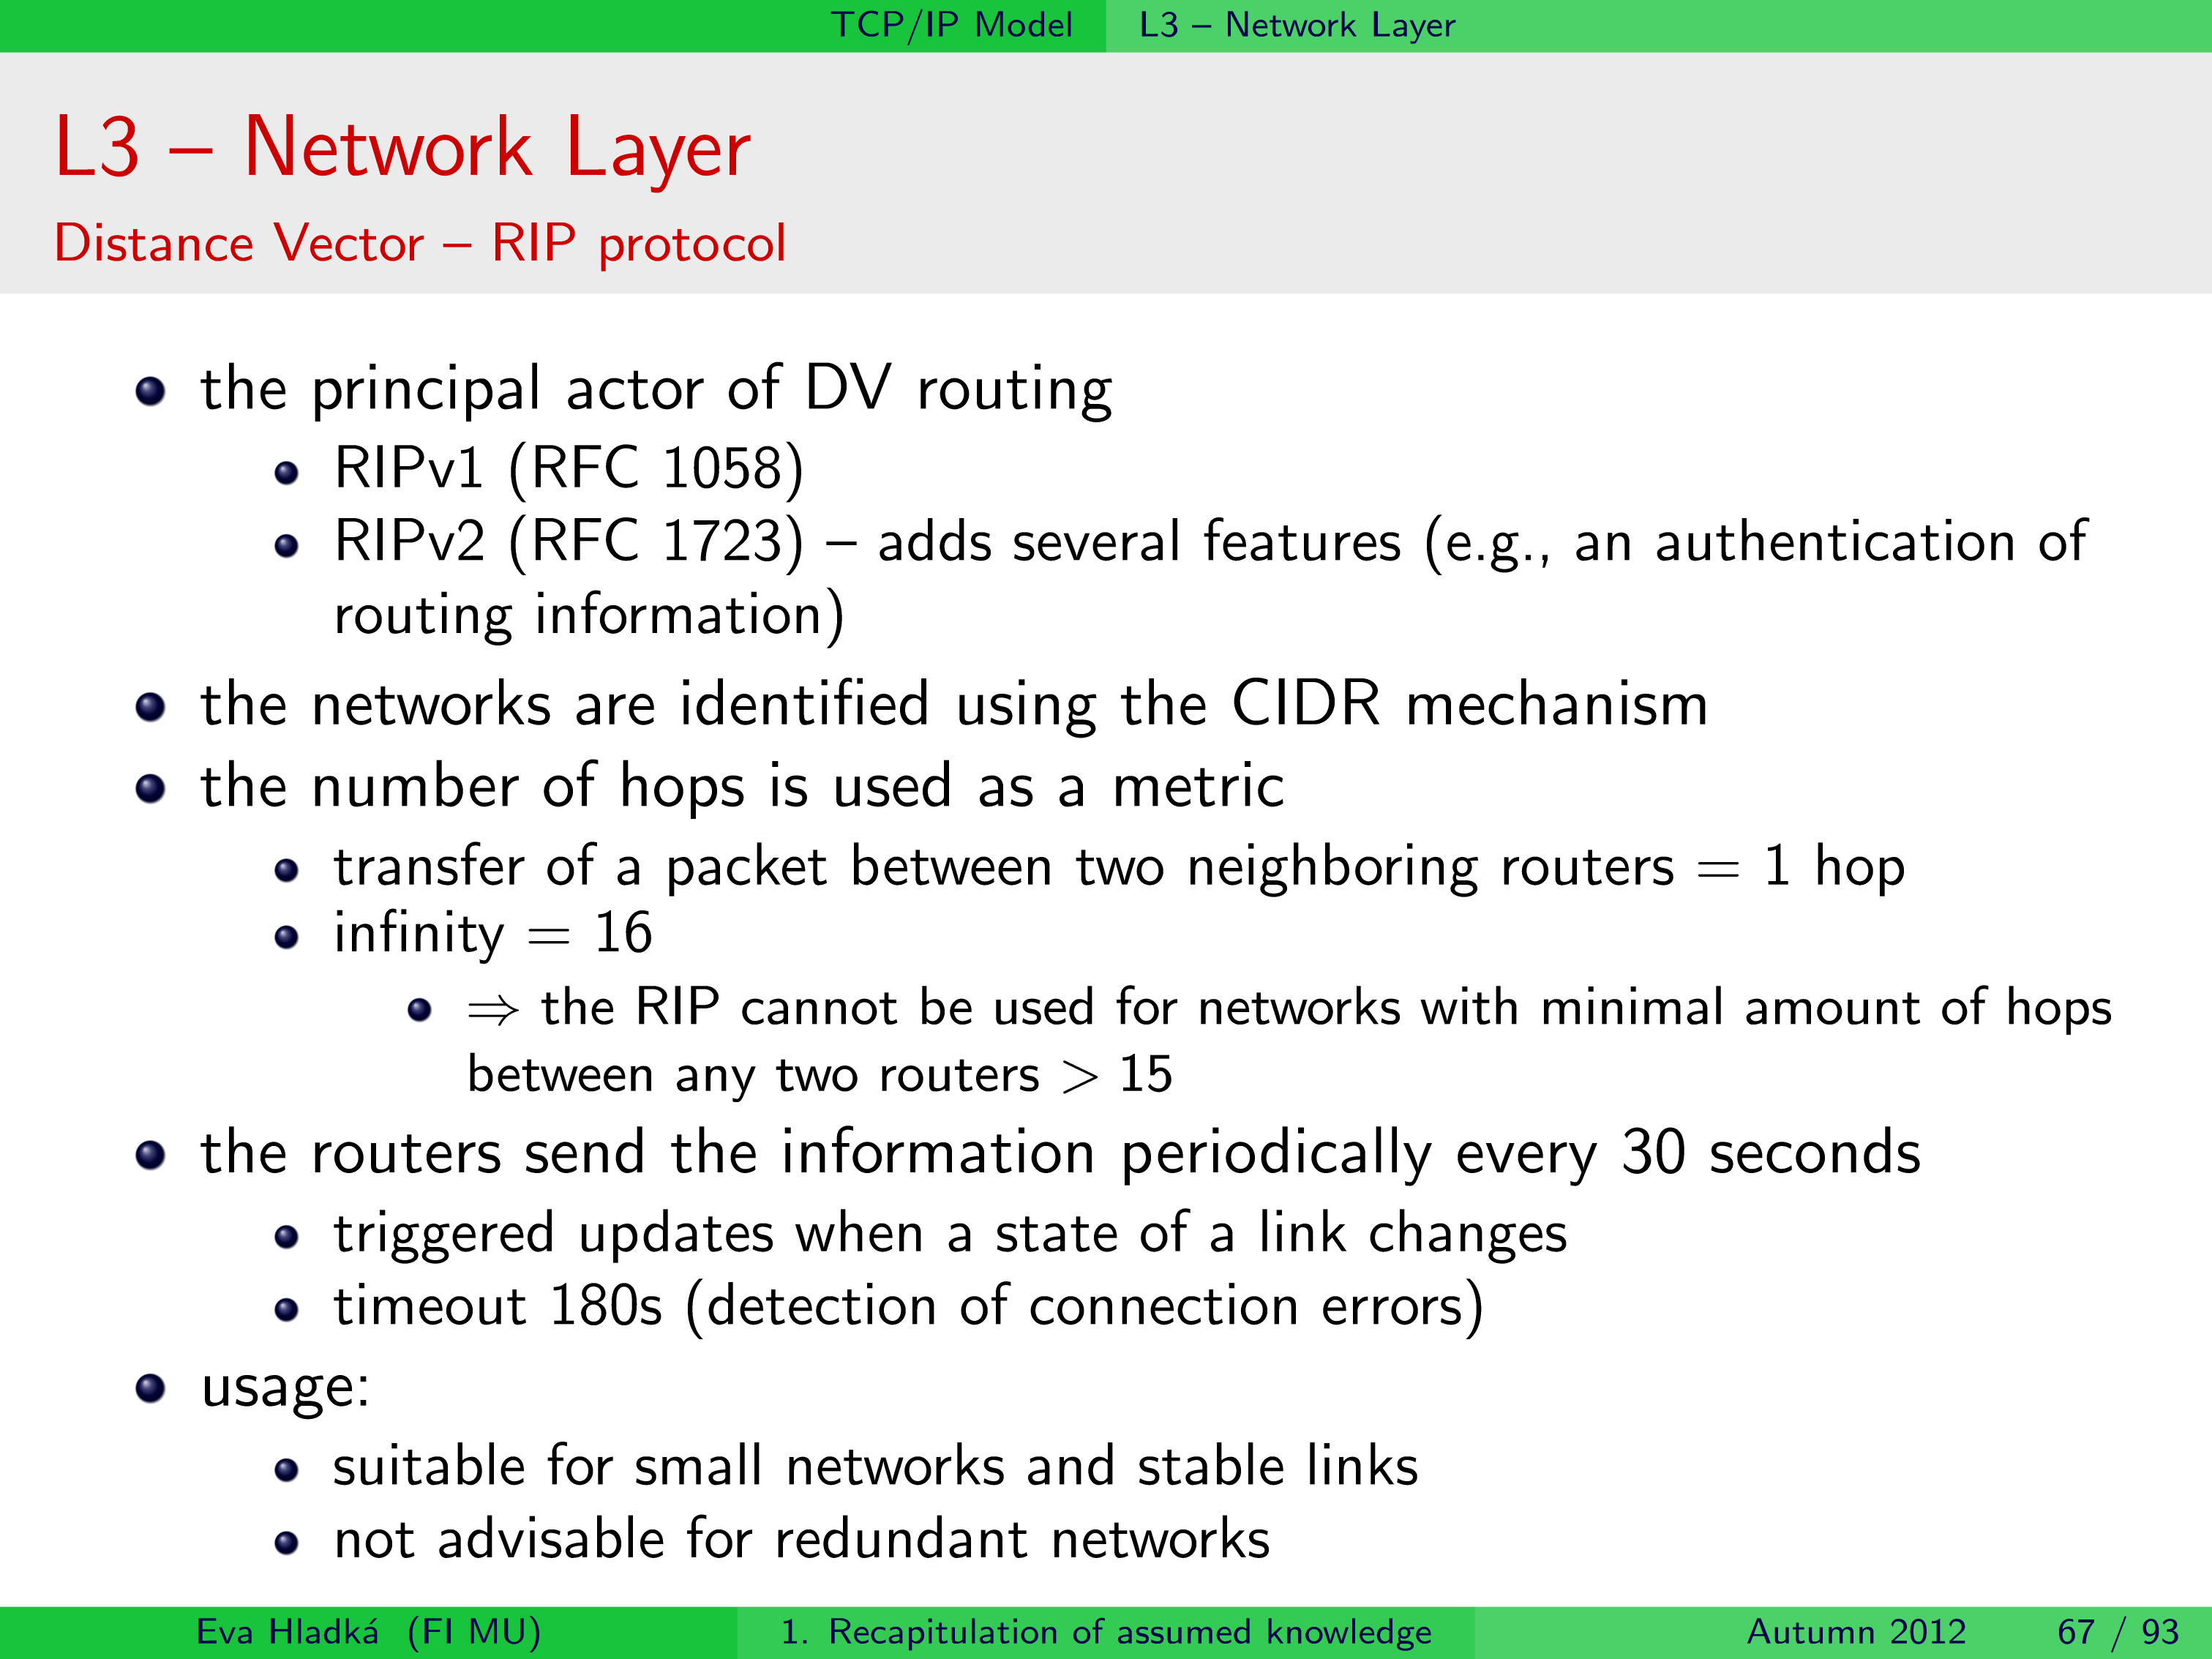 TCP/IP Model L3 – Network Layer
L3 – Network Layer
Distance Vector – RIP protocol
the principal actor of DV routing
RIPv1 (RFC 1058)
RIPv2 (RFC 1723) – adds several features (e.g., an authentication of
routing information)
the networks are identified using the CIDR mechanism
the number of hops is used as a metric
transfer of a packet between two neighboring routers = 1 hop
infinity = 16
⇒ the RIP cannot be used for networks with minimal amount of hops
between any two routers > 15
the routers send the information periodically every 30 seconds
triggered updates when a state of a link changes
timeout 180s (detection of connection errors)
usage:
suitable for small networks and stable links
not advisable for redundant networks
Eva Hladká (FI MU) 1. Recapitulation of assumed knowledge Autumn 2012 67 / 93